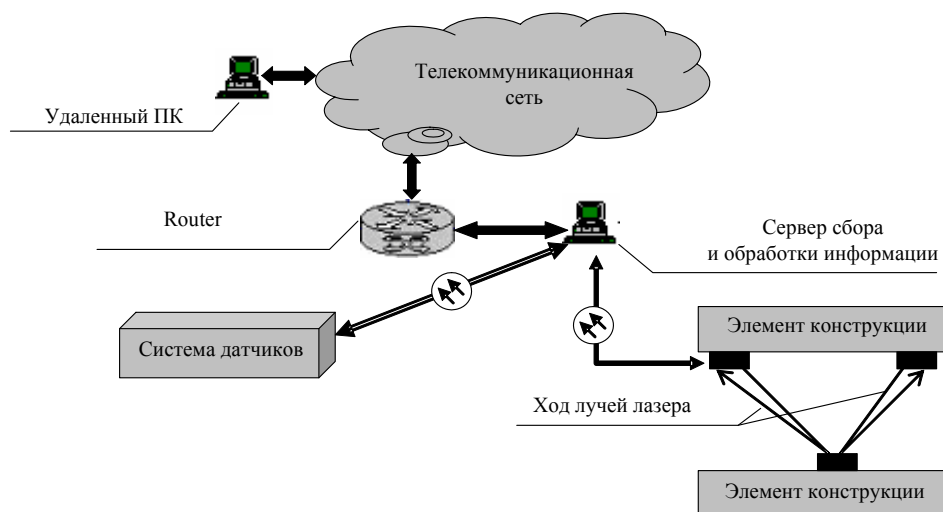 Телекоммуникационная
сеть
Удаленный ПК
Router
Сервер сбора
и обработки информации
Элемент конструкции
Система датчиков
Ход лучей лазера
Элемент конструкции